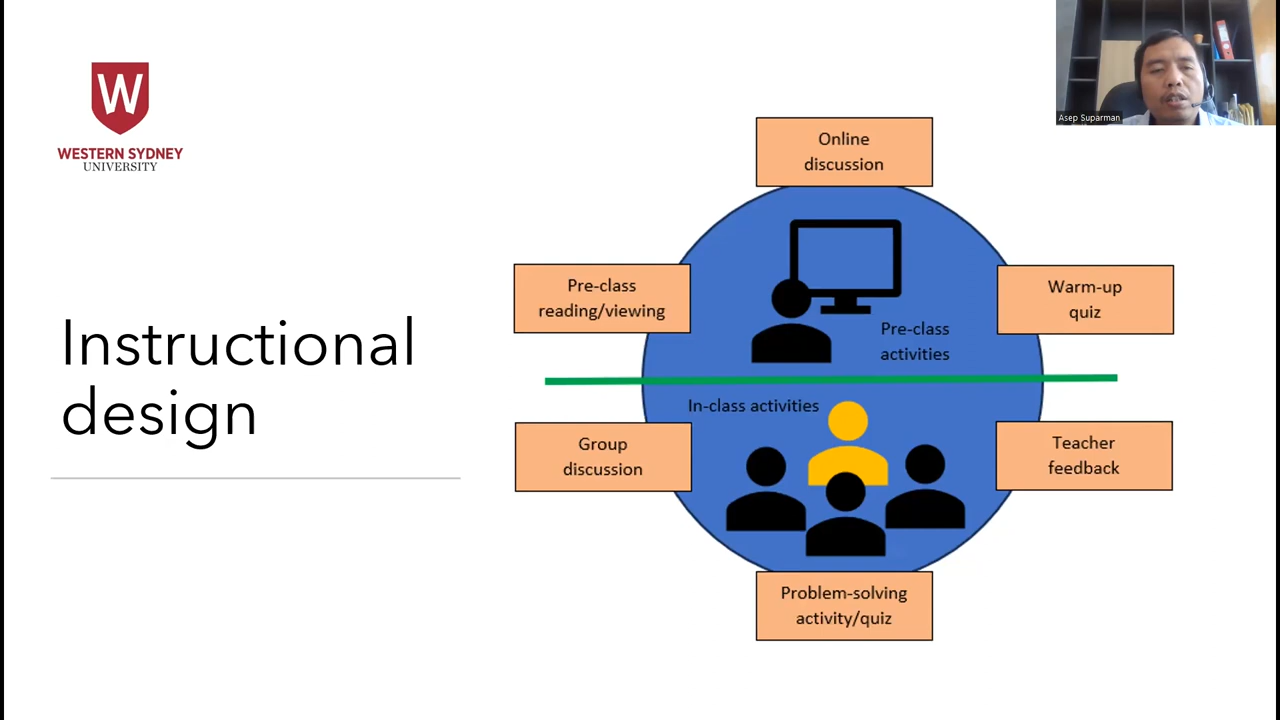 W
WESTERN SYDNEY
UNIVERSITY
Asep Suparman
Instructional
design
Online
discussion
Pre-class
reading/viewing
Warm-up
quiz
Pre-class
activities
In-class activities
Group
discussion
Teacher
feedback
Problem-solving
activity/quiz